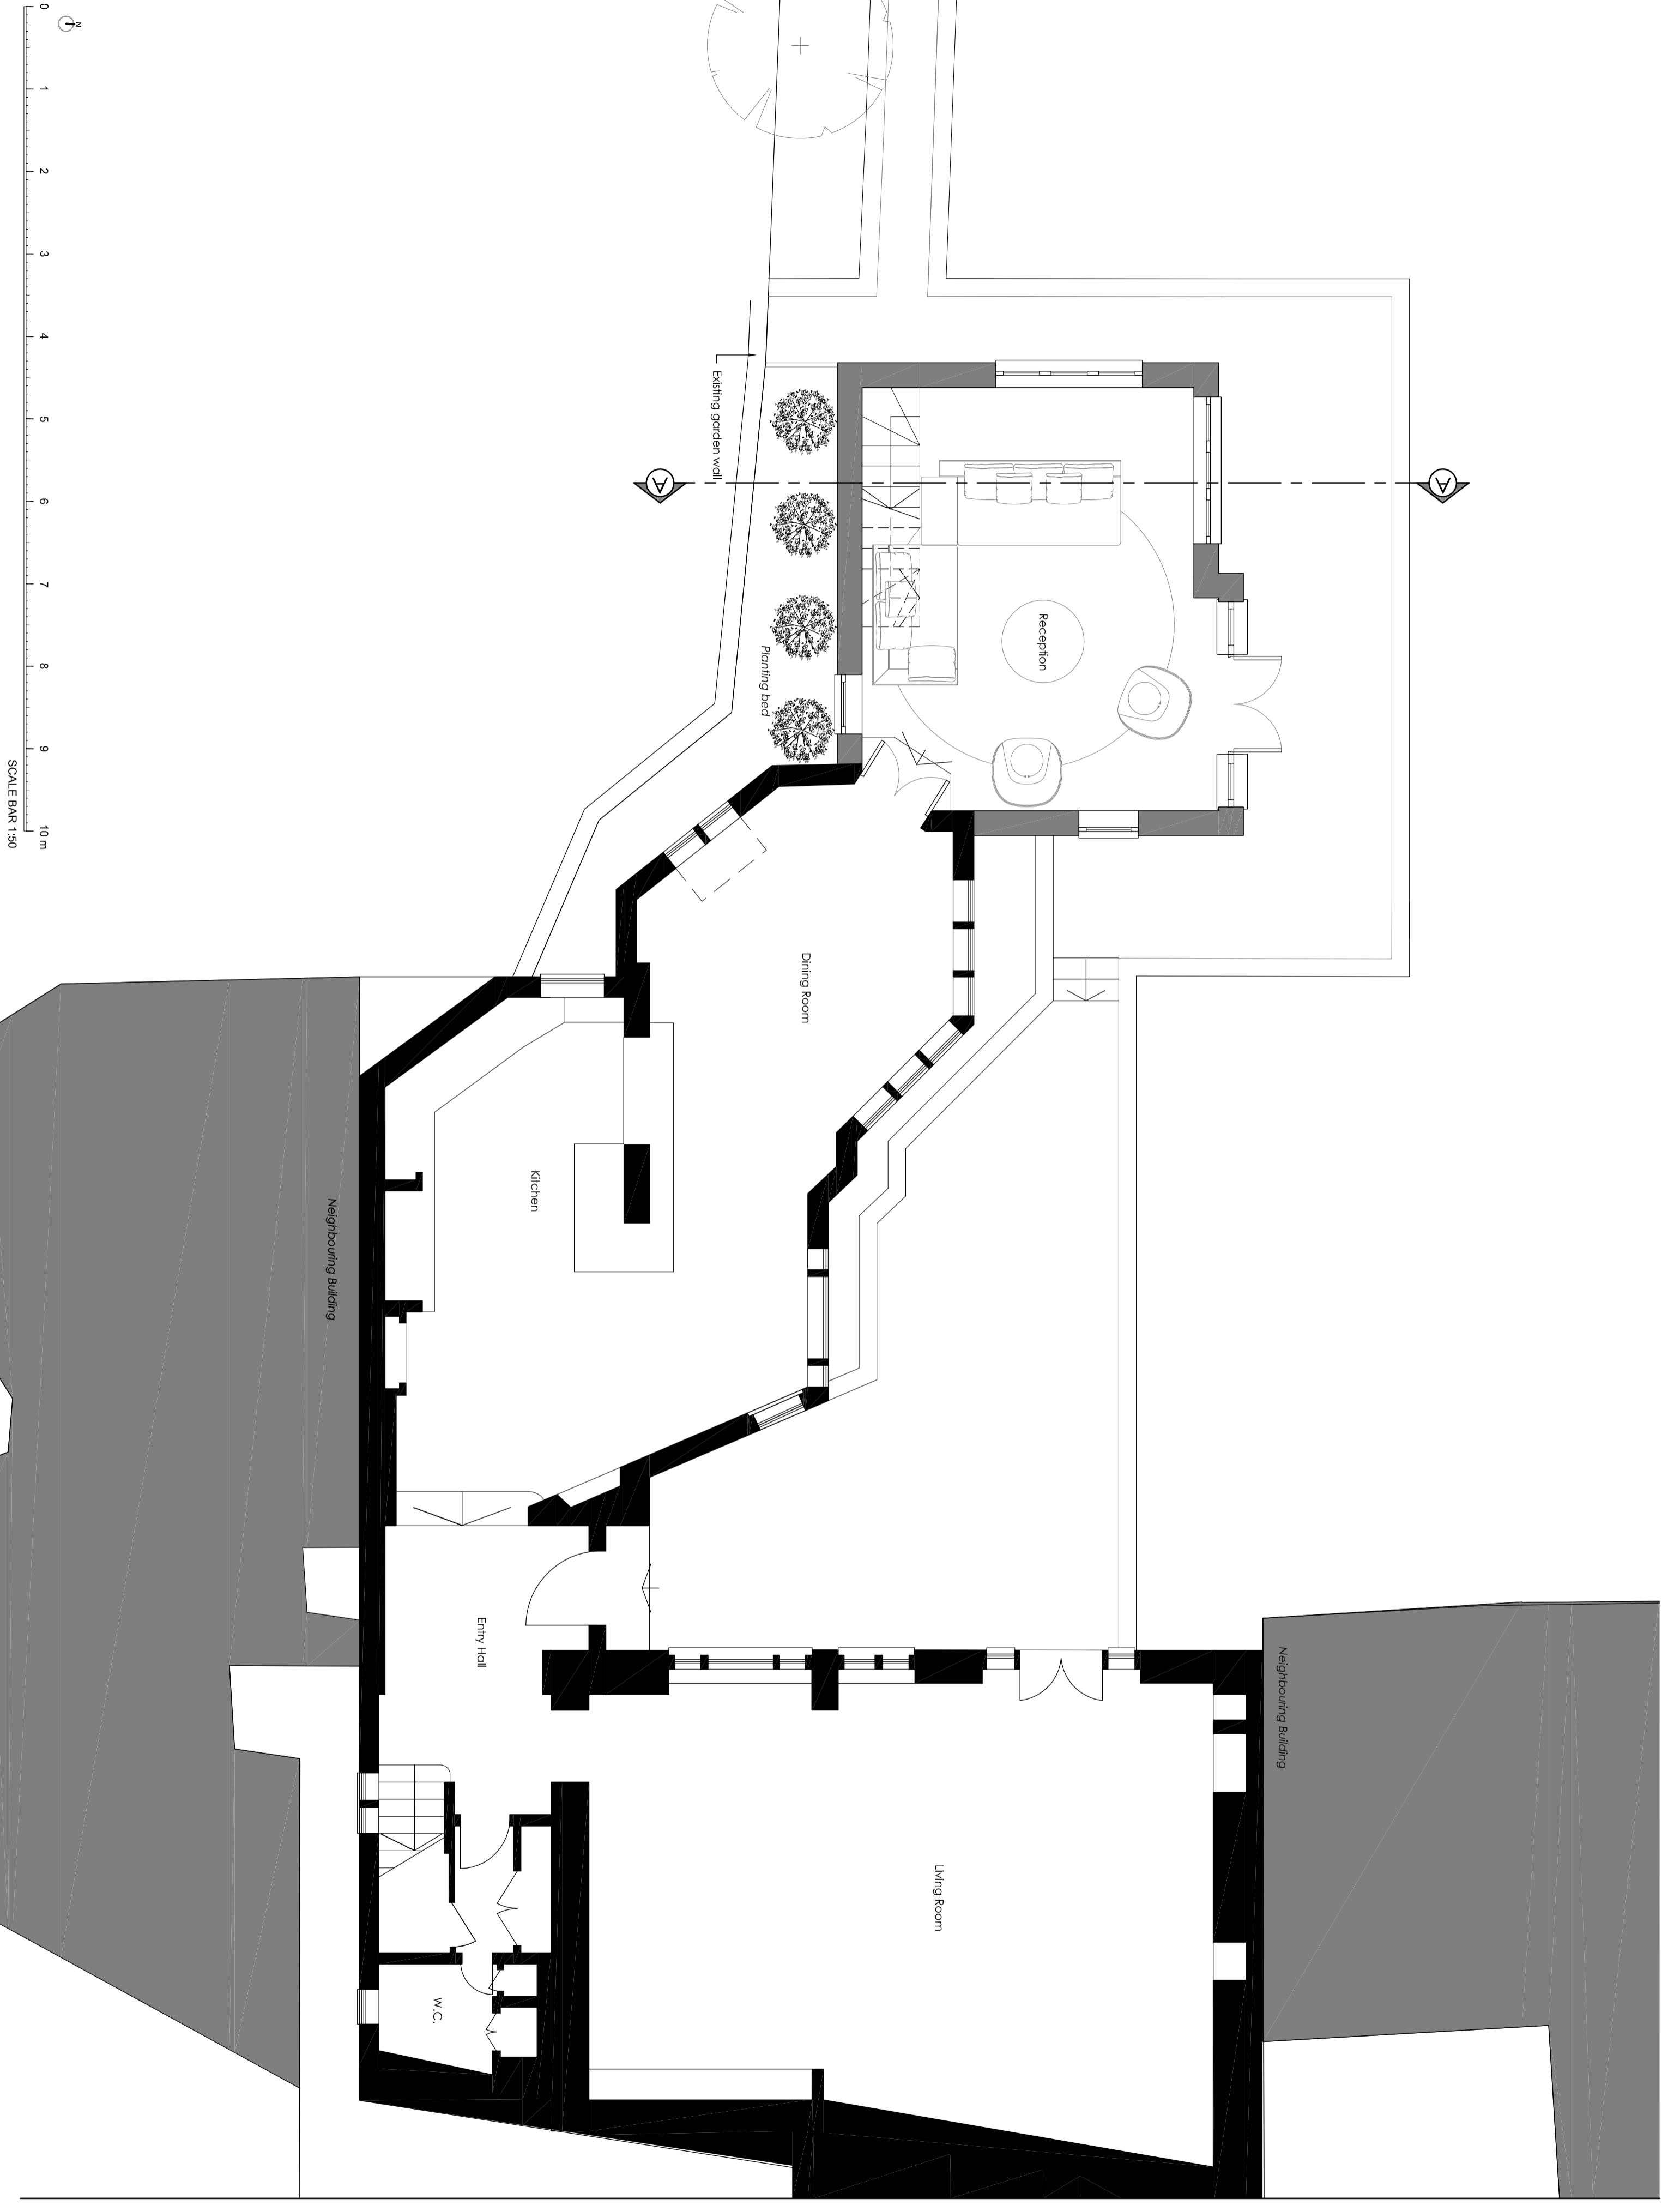 Existing garden wall
A
A
Planting bed
Reception
Dining Room
Kitchen
Entry Hall
W.C.
Living Room
Neighbouring Building
Neighbouring Building
N
0 1 2 3 4 5 6 7 8 9 10 m
SCALE BAR 1:50